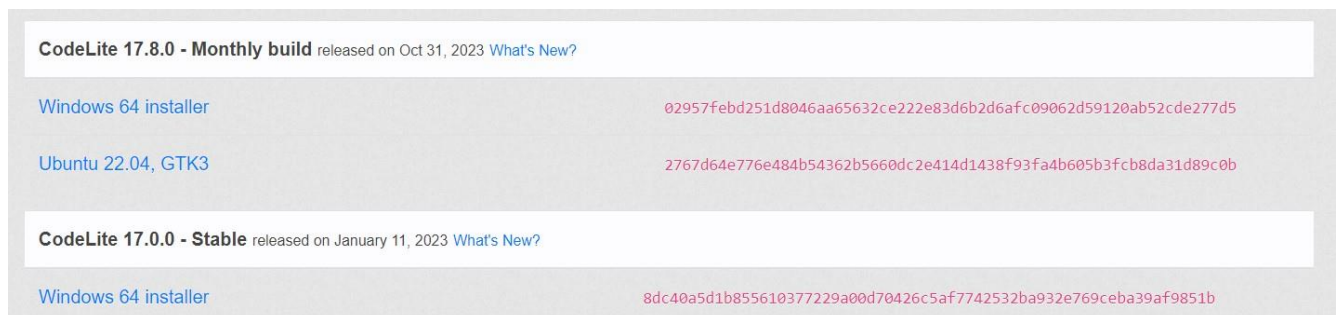 CodeLite 17.8.0 - Monthly build released on Oct 31, 2023 What's New?
Windows 64 installer 02957febd251d8046aa65632ce222e83d6b2d6afc09062d59120ab52cde277d5
Ubuntu 22.04, GTK3 2767d64e776e484b54362b5660dc2e414d1438f93fa4b605b3fcb8da31d89c0b
CodeLite 17.0.0 - Stable released on January 11, 2023 What's New?
Windows 64 installer 8dc40a5d1b855610377229a00d70426c5af7742532ba932e769ceba39af9851b